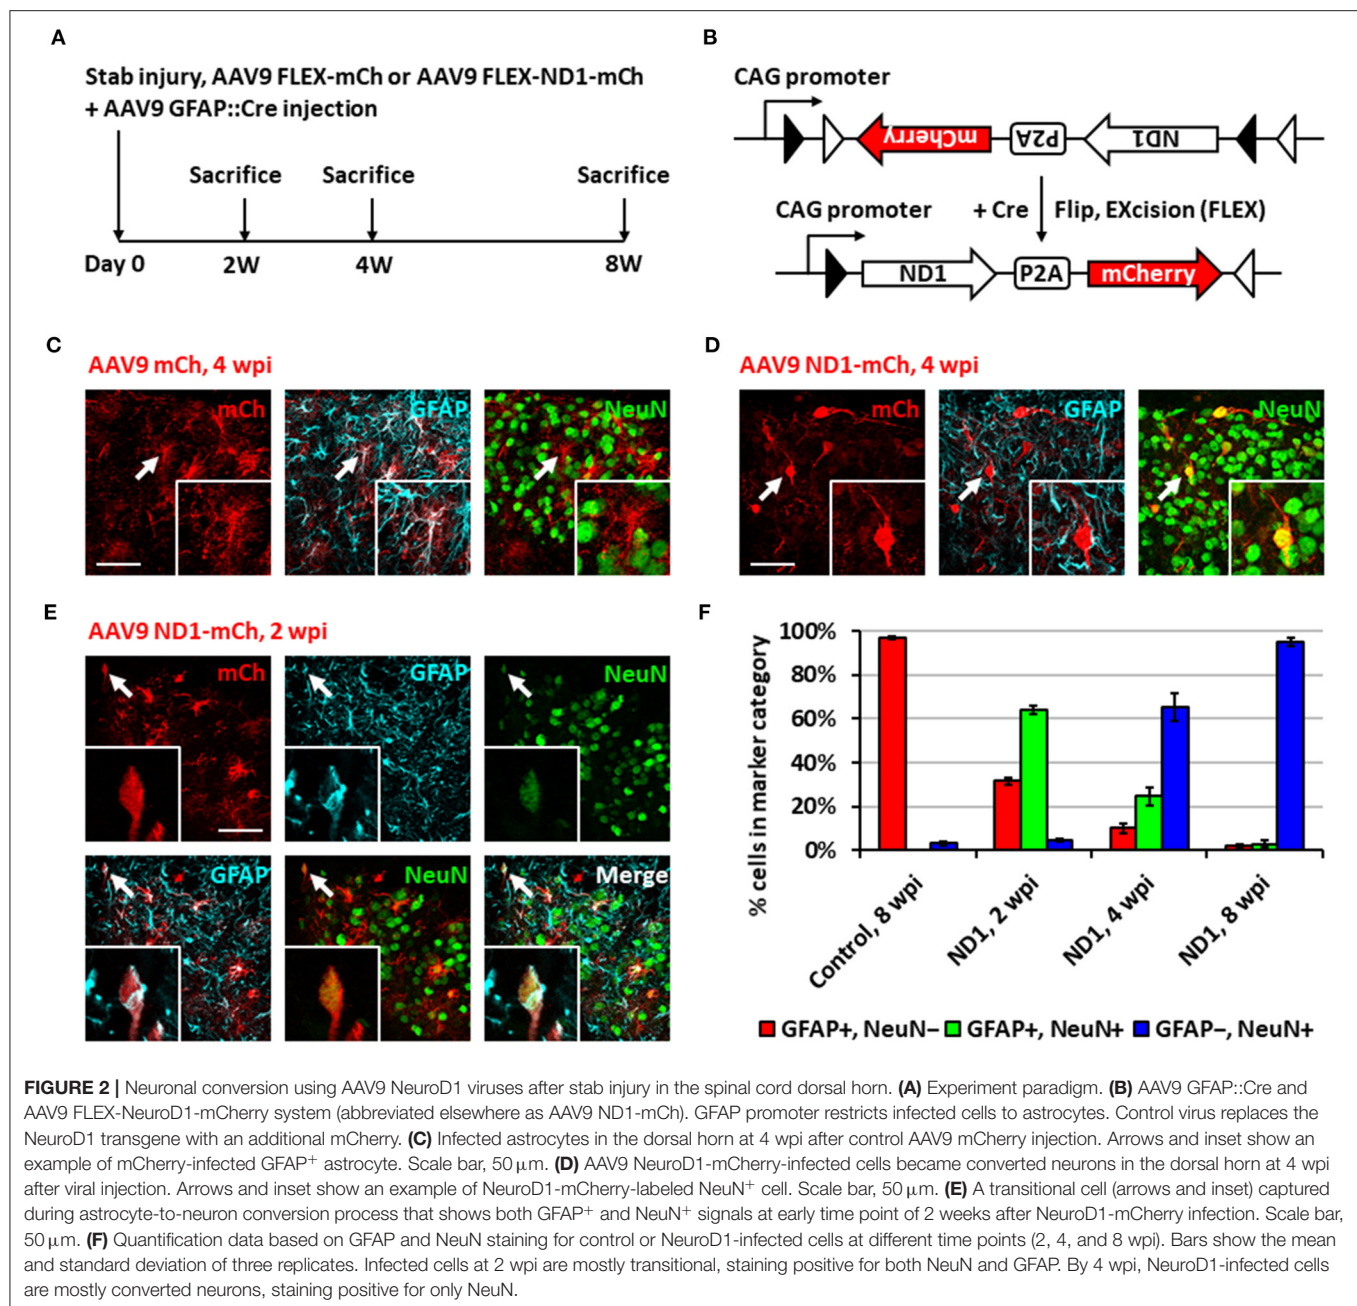 A
Stab injury, AAV9 FLEX-mCh or AAV9 FLEX-ND1-mCh
+ AAV9 GFAP::Cre injection
Sacrifice Sacrifice Sacrifice
Day 0 2W 4W 8W
B
CAG promoter
mCherry P2A ND1
+ Cre Flip, EXcision (FLEX)
CAG promoter
ND1 P2A mCherry
C
AAV9 mCh, 4 wpi
mCh GFAP NeuN
D
AAV9 ND1-mCh, 4 wpi
mCh GFAP NeuN
E
AAV9 ND1-mCh, 2 wpi
mCh GFAP NeuN
GFAP NeuN Merge
F
% cells in marker category
100%
80%
60%
40%
20%
0%
Control, 8 wpi
ND1, 2 wpi
ND1, 4 wpi
ND1, 8 wpi
GFAP+, NeuN− GFAP+, NeuN+ GFAP−, NeuN+
FIGURE 2 | Neuronal conversion using AAV9 NeuroD1 viruses after stab injury in the spinal cord dorsal horn. (A) Experiment paradigm. (B) AAV9 GFAP::Cre and
AAV9 FLEX-NeuroD1-mCherry system (abbreviated elsewhere as AAV9 ND1-mCh). GFAP promoter restricts infected cells to astrocytes. Control virus replaces the
NeuroD1 transgene with an additional mCherry. (C) Infected astrocytes in the dorsal horn at 4 wpi after control AAV9 mCherry injection. Arrows and inset show an
example of mCherry-infected GFAP+ astrocyte. Scale bar, 50 μm. (D) AAV9 NeuroD1-mCherry-infected cells became converted neurons in the dorsal horn at 4 wpi
after viral injection. Arrows and inset show an example of NeuroD1-mCherry-labeled NeuN+ cell. Scale bar, 50 μm. (E) A transitional cell (arrows and inset) captured
during astrocyte-to-neuron conversion process that shows both GFAP+ and NeuN+ signals at early time point of 2 weeks after NeuroD1-mCherry infection. Scale bar,
50 μm. (F) Quantification data based on GFAP and NeuN staining for control or NeuroD1-infected cells at different time points (2, 4, and 8 wpi). Bars show the mean
and standard deviation of three replicates. Infected cells at 2 wpi are mostly transitional, staining positive for both NeuN and GFAP. By 4 wpi, NeuroD1-infected cells
are mostly converted neurons, staining positive for only NeuN.